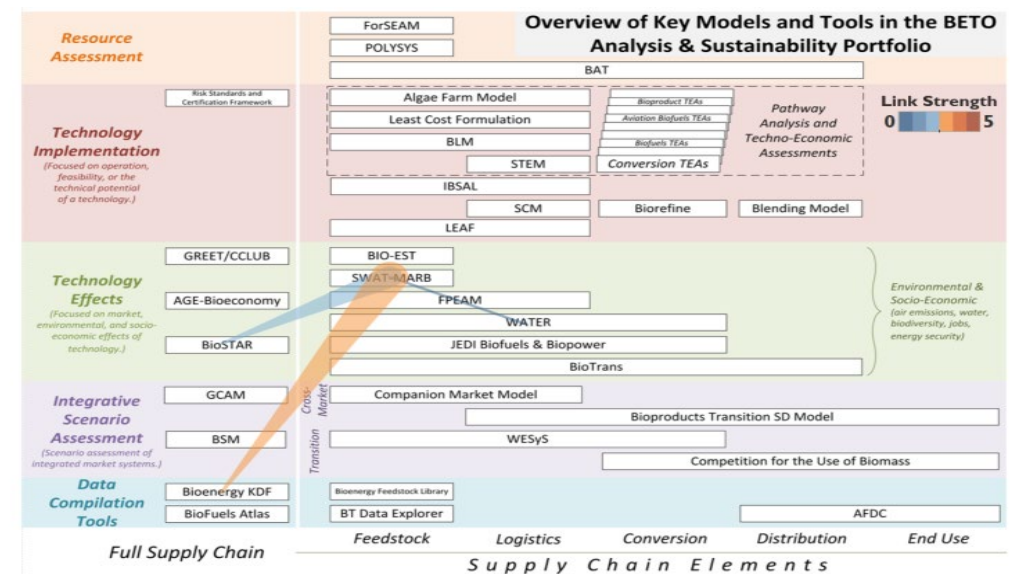 Overview of Key Models and Tools in the BETO
Analysis & Sustainability Portfolio
Resource
Assessment
ForSEAM
POLYSYS
BAT
Technology
Implementation
(Focused on operation,
feasibility, or the
technical potential
of a technology.)
Risk Standards and
Certification Framework
Algae Farm Model
Least Cost Formulation
BLM
STEM
IBSAL
SCM
LEAF
Bioproduct TEAs
Aviation Biofuels TEAs
Biofuels TEAs
Conversion TEAs
Pathway
Analysis and
Techno-Economic
Assessments
Biorefine
Blending Model
Link Strength
0 5
Technology
Effects
(Focused on market,
environmental, and socio-
economic effects of
technology.)
GREET/CCLUB
AGE-Bioeconomy
BioSTAR
BIO-EST
SWAT-MARB
FPEAM
WATER
JEDI Biofuels & Biopower
BioTrans
Environmental &
Socio-Economic
(air emissions, water,
biodiversity, jobs,
energy security)
Integrative
Scenario
Assessment
(Scenario assessment of
integrated market systems.)
GCAM
BSM
Cross-
Market
Transition
Companion Market Model
Bioproducts Transition SD Model
WESyS
Competition for the Use of Biomass
Data
Compilation
Tools
Bioenergy KDF
BioFuels Atlas
Bioenergy Feedstock Library
BT Data Explorer
AFDC
Full Supply Chain
Feedstock
Logistics
Conversion
Distribution
End Use
Supply Chain Elements